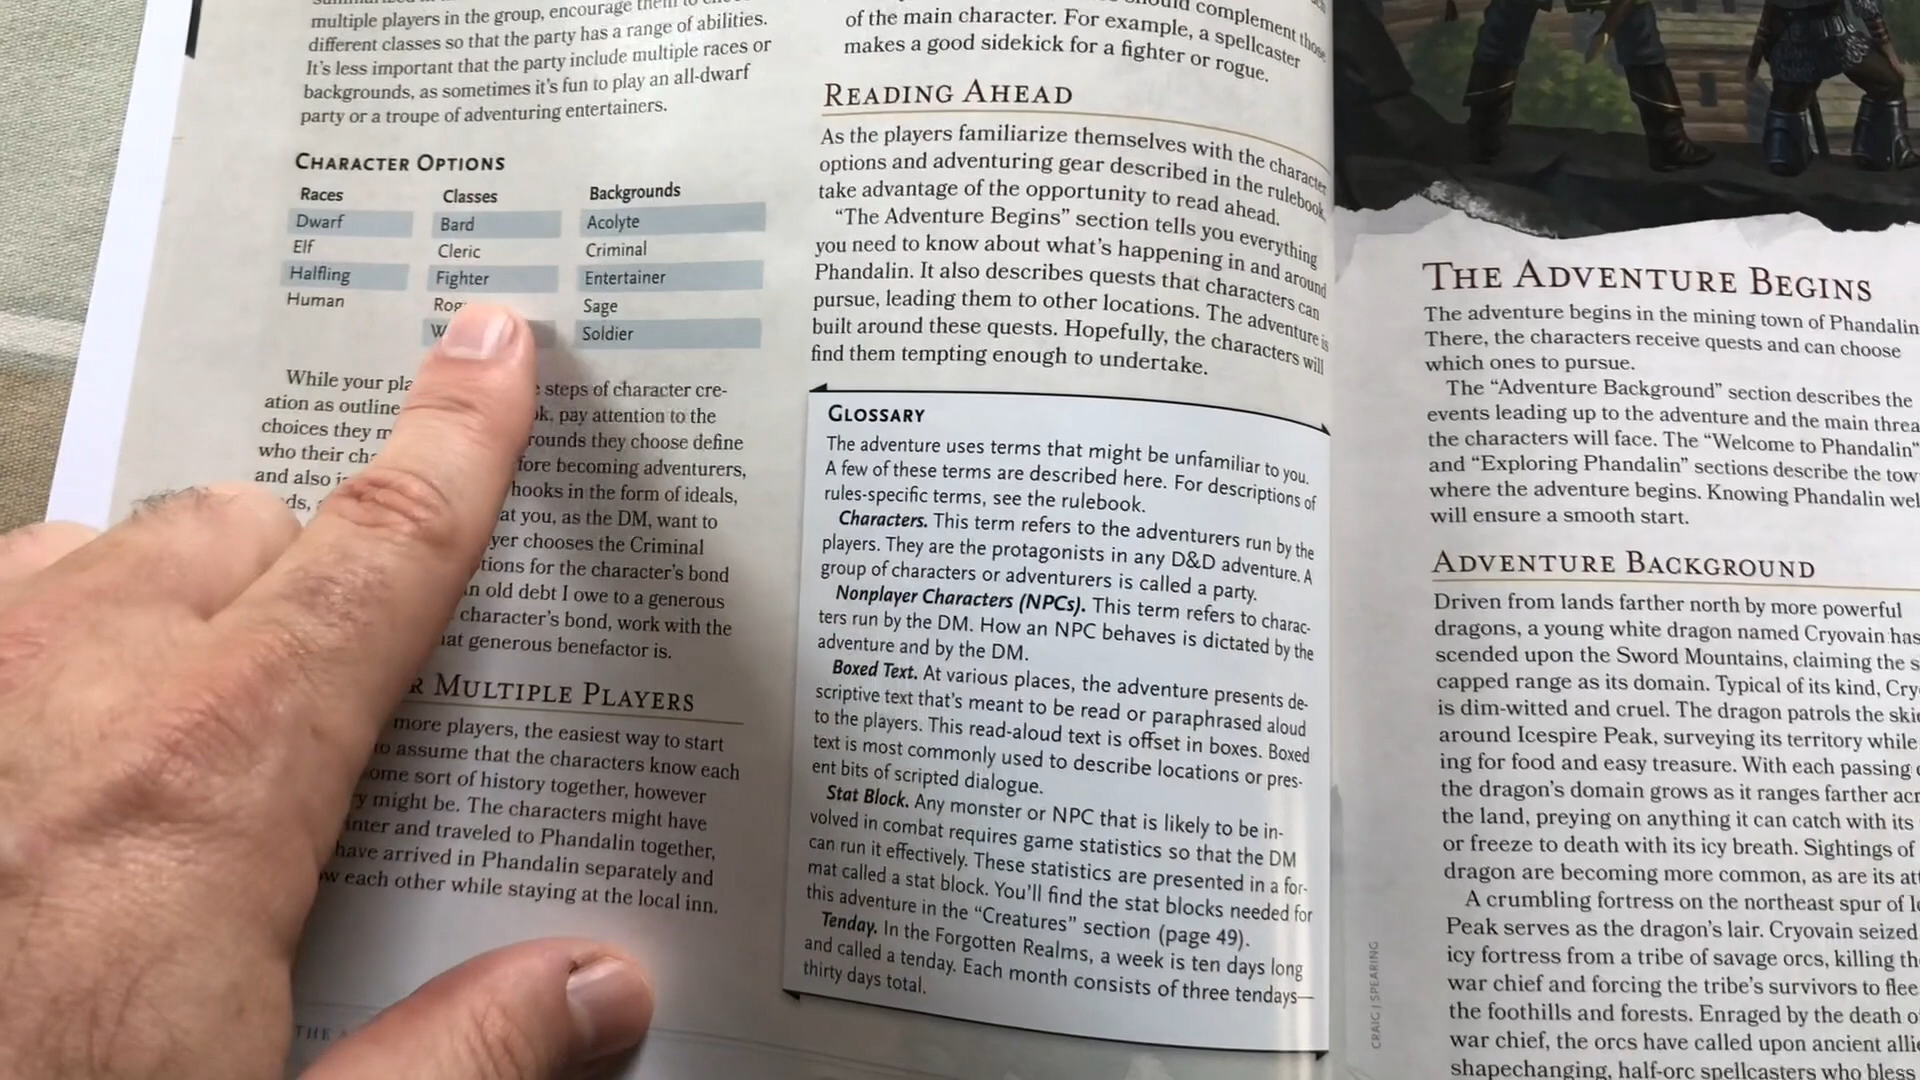 multiple players in the group, encourage them to
different classes so that the party has a range of abilities.
It's less important that the party include multiple races or
backgrounds, as sometimes it's fun to play an all-dwarf
party or a troupe of adventuring entertainers.
CHARACTER OPTIONS
Races Classes Backgrounds
Dwarf Bard Acolyte
Elf Cleric Criminal
Halfling Fighter Entertainer
Human Rog Sage
W Soldier
While your pla steps of character cre-
ation as outline k, pay attention to the
choices they m rounds they choose define
who their cha fore becoming adventurers,
and also i hooks in the form of ideals,
ds, at you, as the DM, want to
yer chooses the Criminal
tions for the character's bond
n old debt I owe to a generous
character's bond, work with the
hat generous benefactor is.
R MULTIPLE PLAYERS
more players, the easiest way to start
to assume that the characters know each
ome sort of history together, however
y might be. The characters might have
nter and traveled to Phandalin together,
have arrived in Phandalin separately and
ow each other while staying at the local inn.
THE A
should complement those
of the main character. For example, a spellcaster
makes a good sidekick for a fighter or rogue.
READING AHEAD
As the players familiarize themselves with the character
options and adventuring gear described in the rulebook,
take advantage of the opportunity to read ahead.
"The Adventure Begins" section tells you everything
you need to know about what's happening in and around
Phandalin. It also describes quests that characters can
pursue, leading them to other locations. The adventure is
built around these quests. Hopefully, the characters will
find them tempting enough to undertake.
GLOSSARY
The adventure uses terms that might be unfamiliar to you.
A few of these terms are described here. For descriptions of
rules-specific terms, see the rulebook.
Characters. This term refers to the adventurers run by the
players. They are the protagonists in any D&D adventure. A
group of characters or adventurers is called a party.
Nonplayer Characters (NPCs). This term refers to charac-
ters run by the DM. How an NPC behaves is dictated by the
adventure and by the DM.
Boxed Text. At various places, the adventure presents de-
scriptive text that's meant to be read or paraphrased aloud
to the players. This read-aloud text is offset in boxes. Boxed
text is most commonly used to describe locations or pres-
ent bits of scripted dialogue.
Stat Block. Any monster or NPC that is likely to be in-
volved in combat requires game statistics so that the DM
can run it effectively. These statistics are presented in a for-
mat called a stat block. You'll find the stat blocks needed for
this adventure in the "Creatures" section (page 49).
Tenday. In the Forgotten Realms, a week is ten days long
and called a tenday. Each month consists of three tendays—
thirty days total.
CRAIG J SPEARING
THE ADVENTURE BEGINS
The adventure begins in the mining town of Phandalin
There, the characters receive quests and can choose
which ones to pursue.
The "Adventure Background" section describes the
events leading up to the adventure and the main threa
the characters will face. The "Welcome to Phandalin"
and "Exploring Phandalin" sections describe the tow
where the adventure begins. Knowing Phandalin wel
will ensure a smooth start.
ADVENTURE BACKGROUND
Driven from lands farther north by more powerful
dragons, a young white dragon named Cryovain has
scended upon the Sword Mountains, claiming the s
capped range as its domain. Typical of its kind, Cry
is dim-witted and cruel. The dragon patrols the skie
around Icespire Peak, surveying its territory while
ing for food and easy treasure. With each passing
the dragon's domain grows as it ranges farther acr
the land, preying on anything it can catch with its
or freeze to death with its icy breath. Sightings of
dragon are becoming more common, as are its att
A crumbling fortress on the northeast spur of I
Peak serves as the dragon's lair. Cryovain seized
icy fortress from a tribe of savage orcs, killing th
war chief and forcing the tribe's survivors to flee
the foothills and forests. Enraged by the death o
war chief, the orcs have called upon ancient allie
shapechanging, half-orc spellcasters who bless